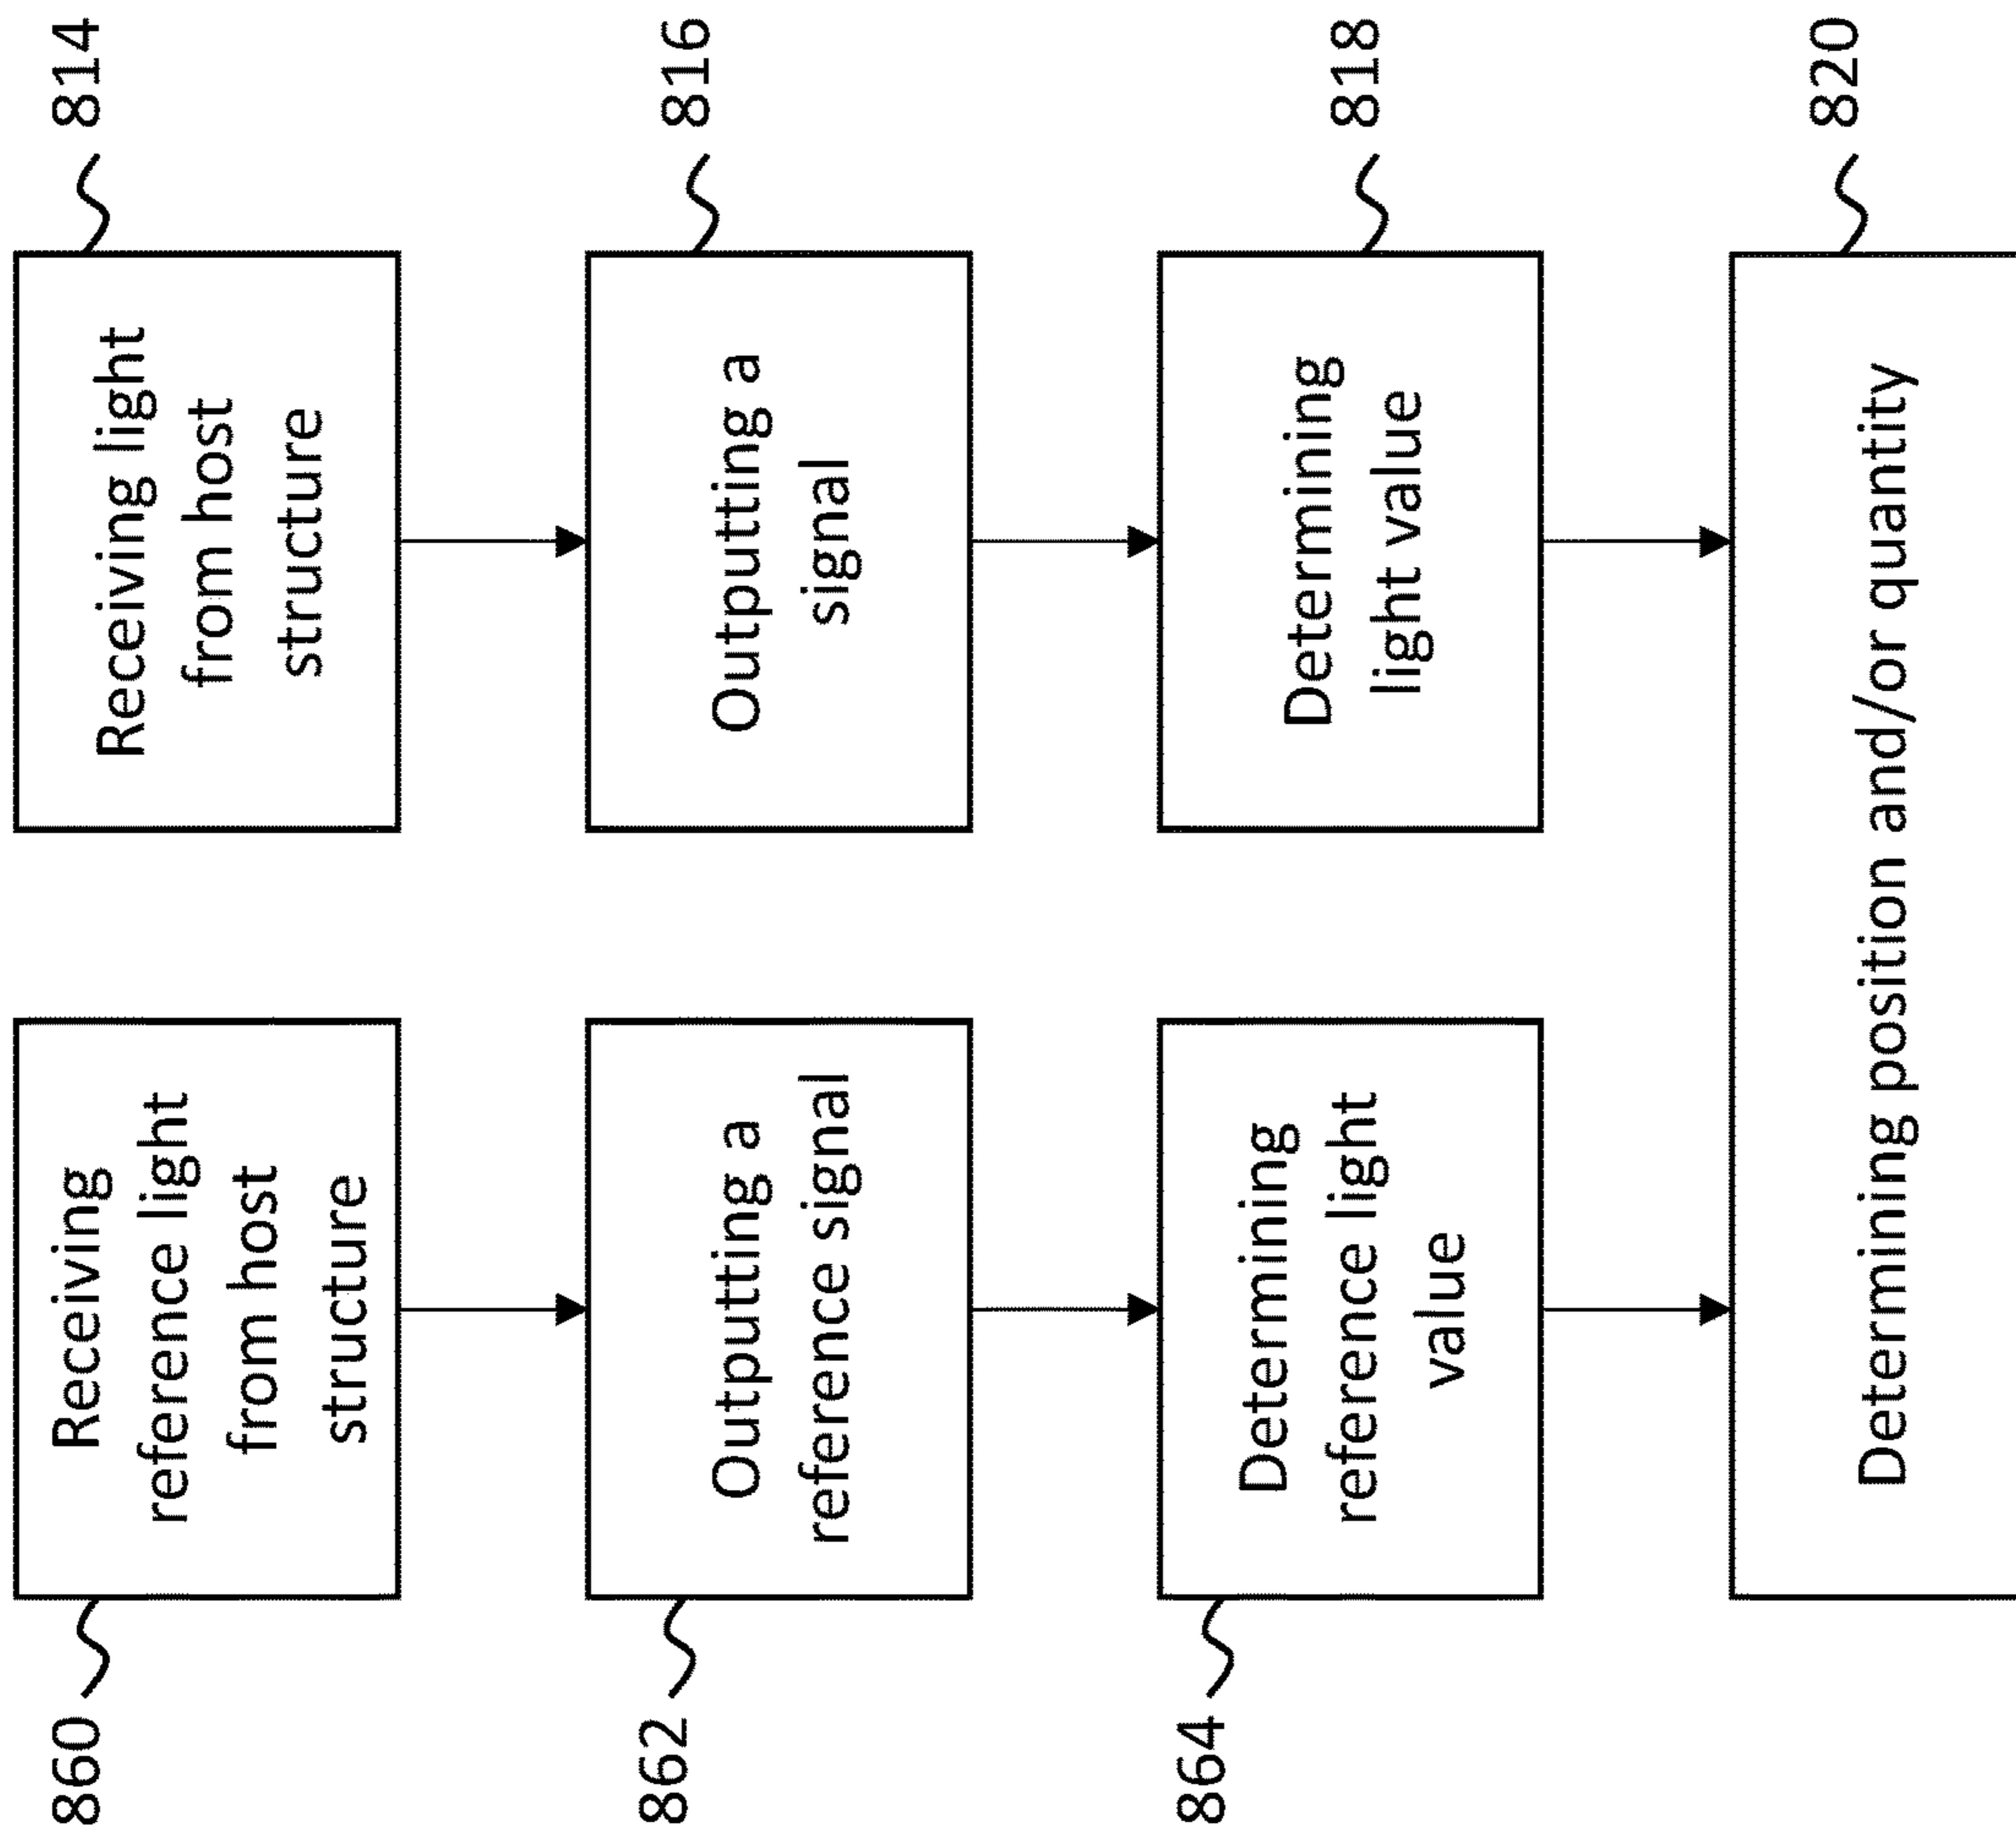 860
Receiving
reference light
from host
structure
Receiving light
from host
structure
814
862
Outputting a
reference signal
Outputting a
signal
816
864
Determining
reference light
value
Determining
light value
818
Determining position and/or quantity
820